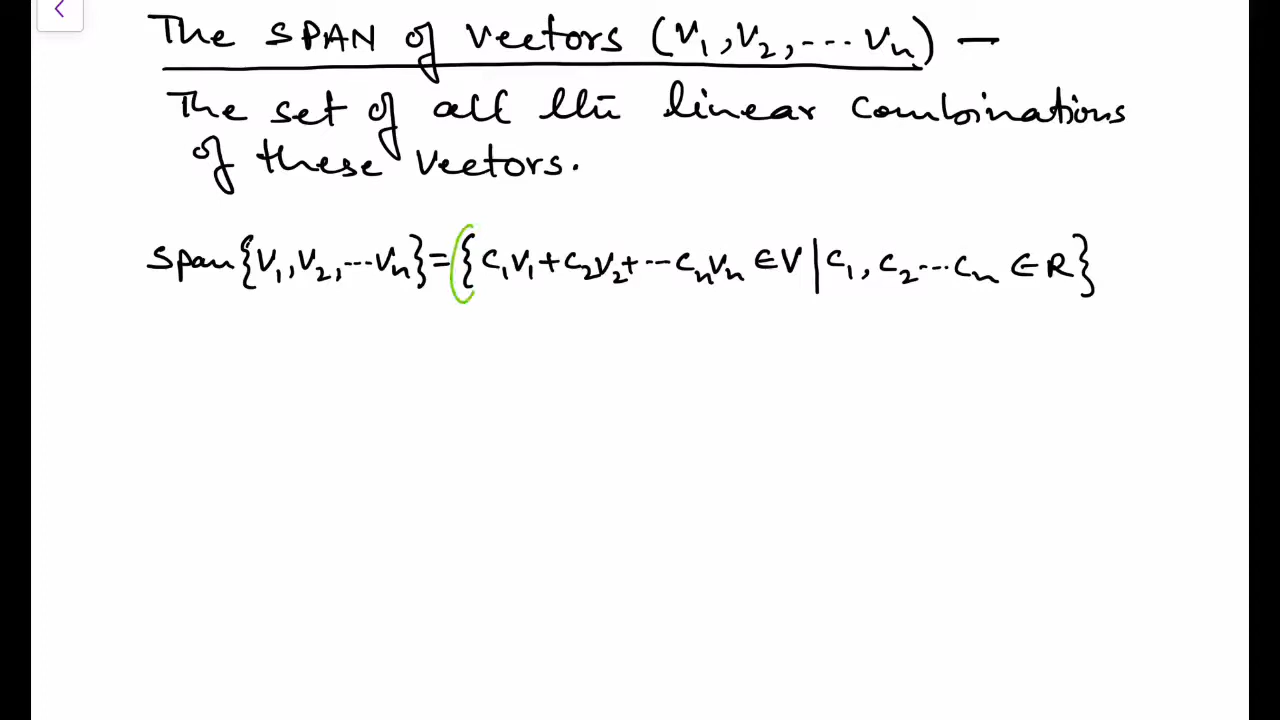 The SPAN of vectors (V₁,V₂,...Vₙ) —
The set of all the linear combinations
of these vectors.
Span{V₁,V₂,...Vₙ}={C₁V₁+C₂V₂+...CₙVₙ ∈V|C₁,C₂...Cₙ ∈R}